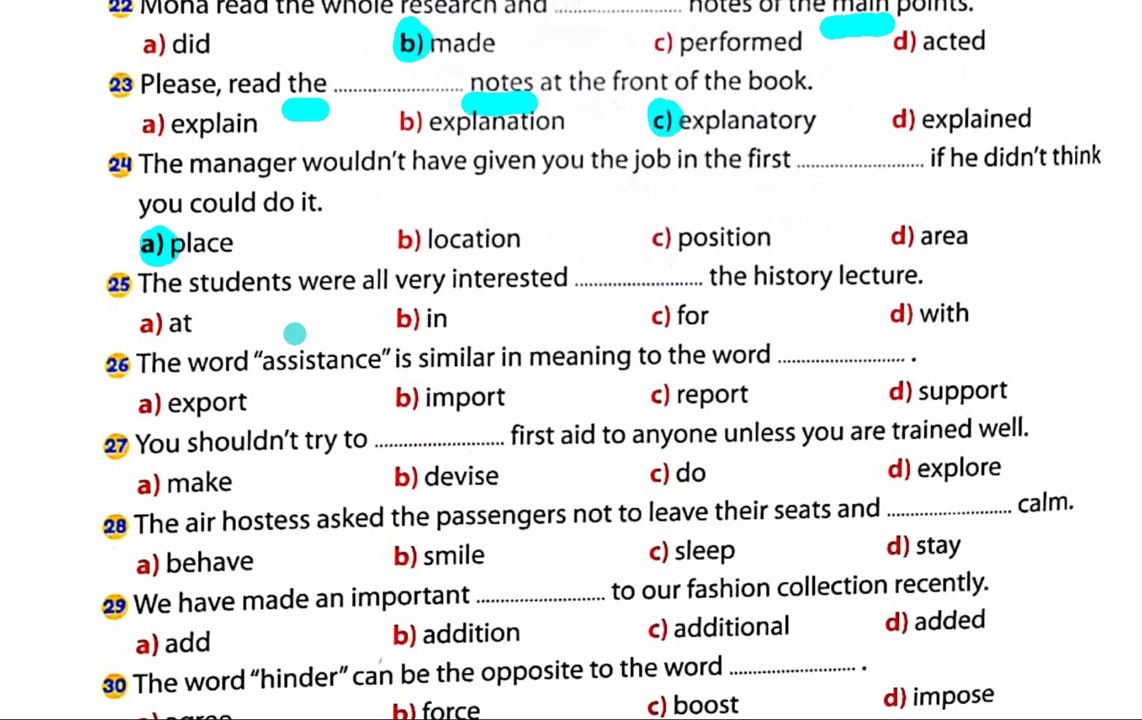 22 Mona read the whole research and .......................... notes of the main points.
a) did b) made c) performed d) acted
23 Please, read the .......................... notes at the front of the book.
a) explain b) explanation c) explanatory d) explained
24 The manager wouldn't have given you the job in the first .......................... if he didn't think
you could do it.
a) place b) location c) position d) area
25 The students were all very interested .......................... the history lecture.
a) at b) in c) for d) with
26 The word "assistance" is similar in meaning to the word .......................... .
a) export b) import c) report d) support
27 You shouldn't try to .......................... first aid to anyone unless you are trained well.
a) make b) devise c) do d) explore
28 The air hostess asked the passengers not to leave their seats and .......................... calm.
a) behave b) smile c) sleep d) stay
29 We have made an important .......................... to our fashion collection recently.
a) add b) addition c) additional d) added
30 The word "hinder" can be the opposite to the word .......................... .
a) agree b) force c) boost d) impose